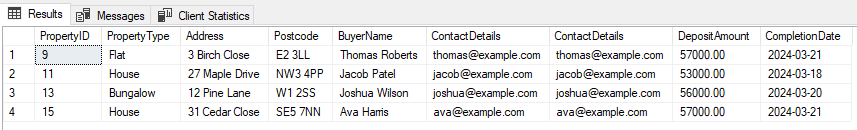 Results Messages Client Statistics
PropertyID PropertyType Address Postcode BuyerName ContactDetails ContactDetails DepositAmount CompletionDate
1 9 Flat 3 Birch Close E2 3LL Thomas Roberts thomas@example.com thomas@example.com 57000.00 2024-03-21
2 11 House 27 Maple Drive NW3 4PP Jacob Patel jacob@example.com jacob@example.com 53000.00 2024-03-18
3 13 Bungalow 12 Pine Lane W1 2SS Joshua Wilson joshua@example.com joshua@example.com 56000.00 2024-03-20
4 15 House 31 Cedar Close SE5 7NN Ava Harris ava@example.com ava@example.com 57000.00 2024-03-21